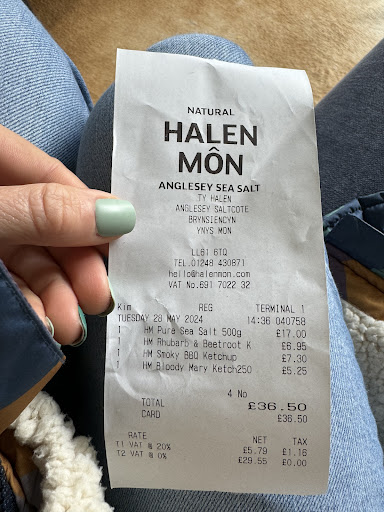 NATURAL
HALEN
MÔN
ANGLESEY SEA SALT
TY HALEN
ANGLESEY SALTCOTE
BRYNSIENCYN
YNYS MON
LL61 6TQ
TEL.01248 430871
hello@halenmon.com
VAT No.691 7022 32
Kim REG TERMINAL 1
TUESDAY 28 MAY 2024 14:36 040758
1 HM Pure Sea Salt 500g £17.00
1 HM Rhubarb & Beetroot K £6.95
1 HM Smoky BBQ Ketchup £7.30
1 HM Bloody Mary Ketch250 £5.25
4 No
TOTAL £36.50
CARD £36.50
RATE NET TAX
T1 VAT @ 20% £5.79 £1.16
T2 VAT @ 0% £29.55 £0.00